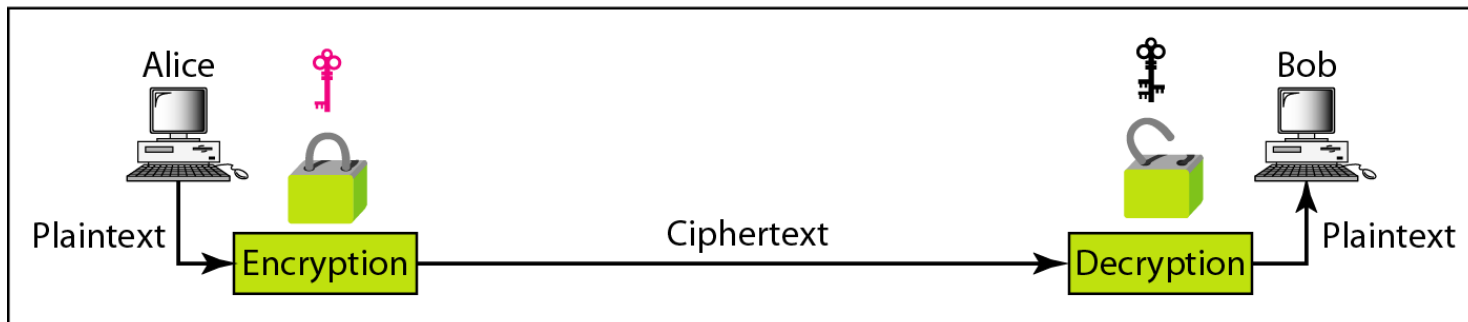 Alice
Bob
Plaintext
Ciphertext
Plaintext
Encryption
Decryption